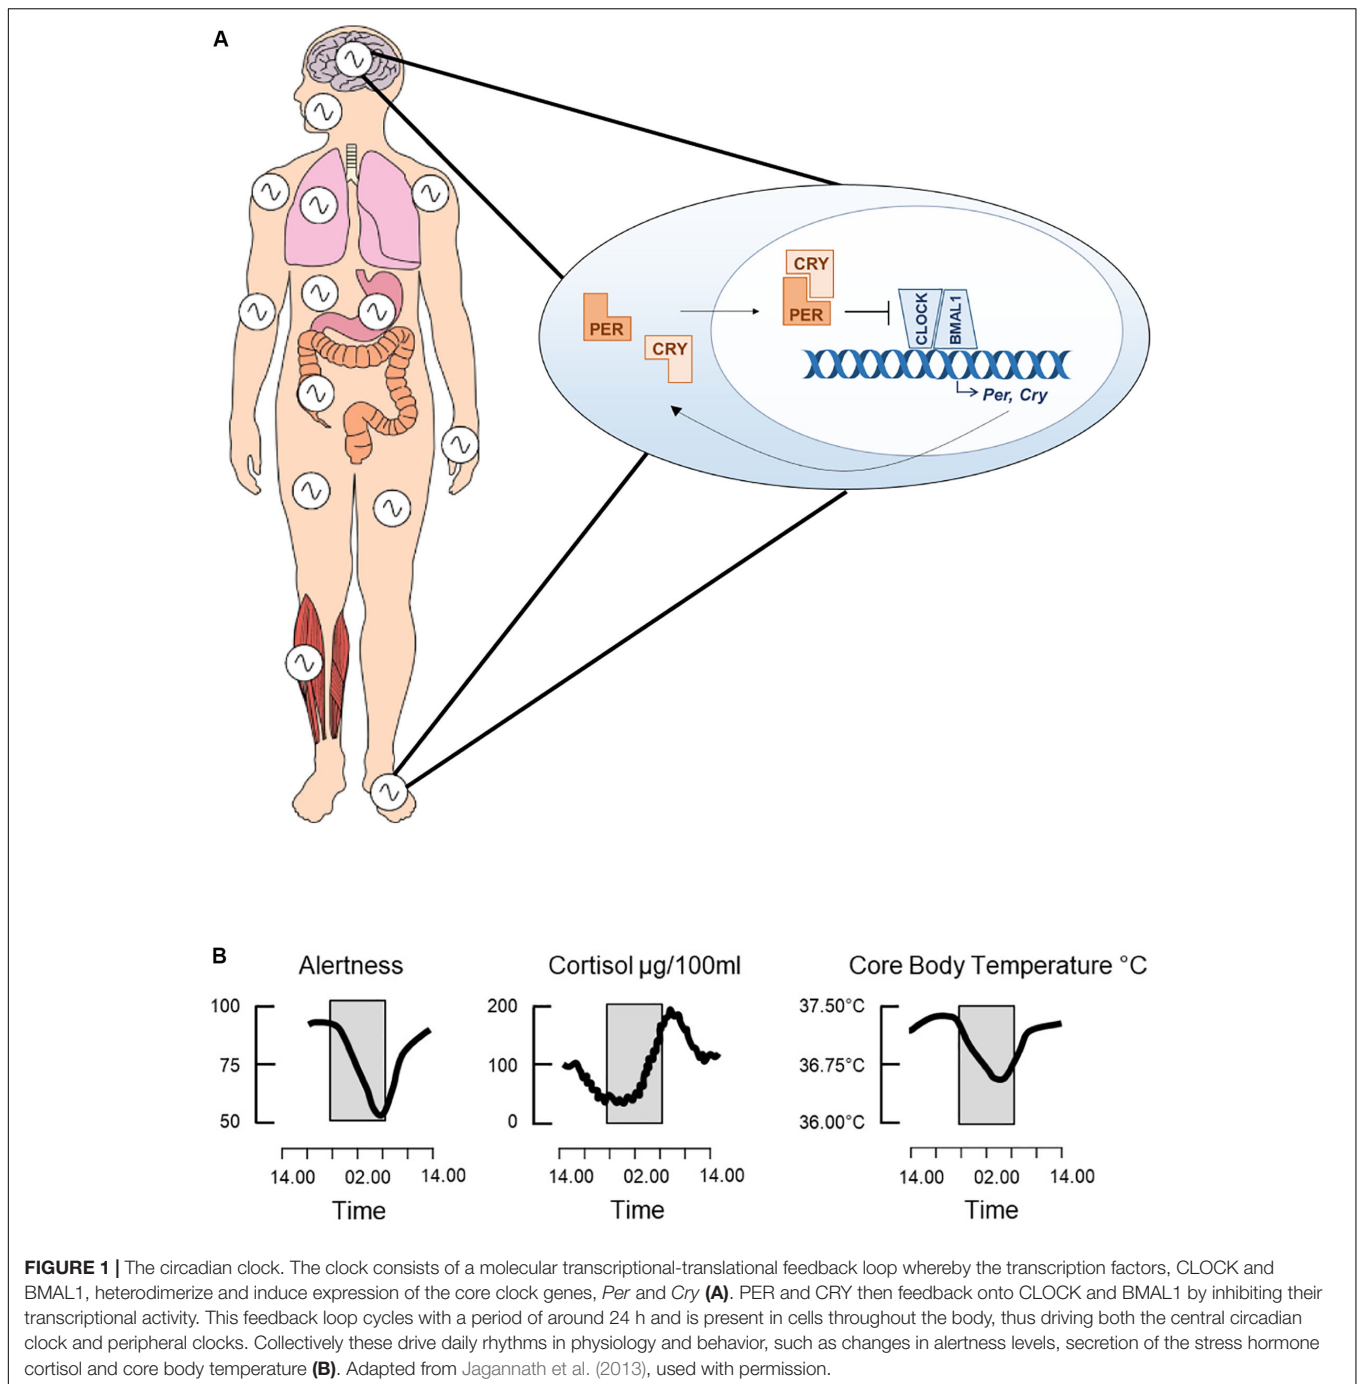 A
CRY
PER
PER
CRY
CLOCK
BMAL1
Per, Cry
B
Alertness
100
75
50
14.00 02.00 14.00
Time
Cortisol µg/100ml
200
100
0
14.00 02.00 14.00
Time
Core Body Temperature °C
37.50°C
36.75°C
36.00°C
14.00 02.00 14.00
Time
FIGURE 1 | The circadian clock. The clock consists of a molecular transcriptional-translational feedback loop whereby the transcription factors, CLOCK and
BMAL1, heterodimerize and induce expression of the core clock genes, Per and Cry (A). PER and CRY then feedback onto CLOCK and BMAL1 by inhibiting their
transcriptional activity. This feedback loop cycles with a period of around 24 h and is present in cells throughout the body, thus driving both the central circadian
clock and peripheral clocks. Collectively these drive daily rhythms in physiology and behavior, such as changes in alertness levels, secretion of the stress hormone
cortisol and core body temperature (B). Adapted from Jagannath et al. (2013), used with permission.